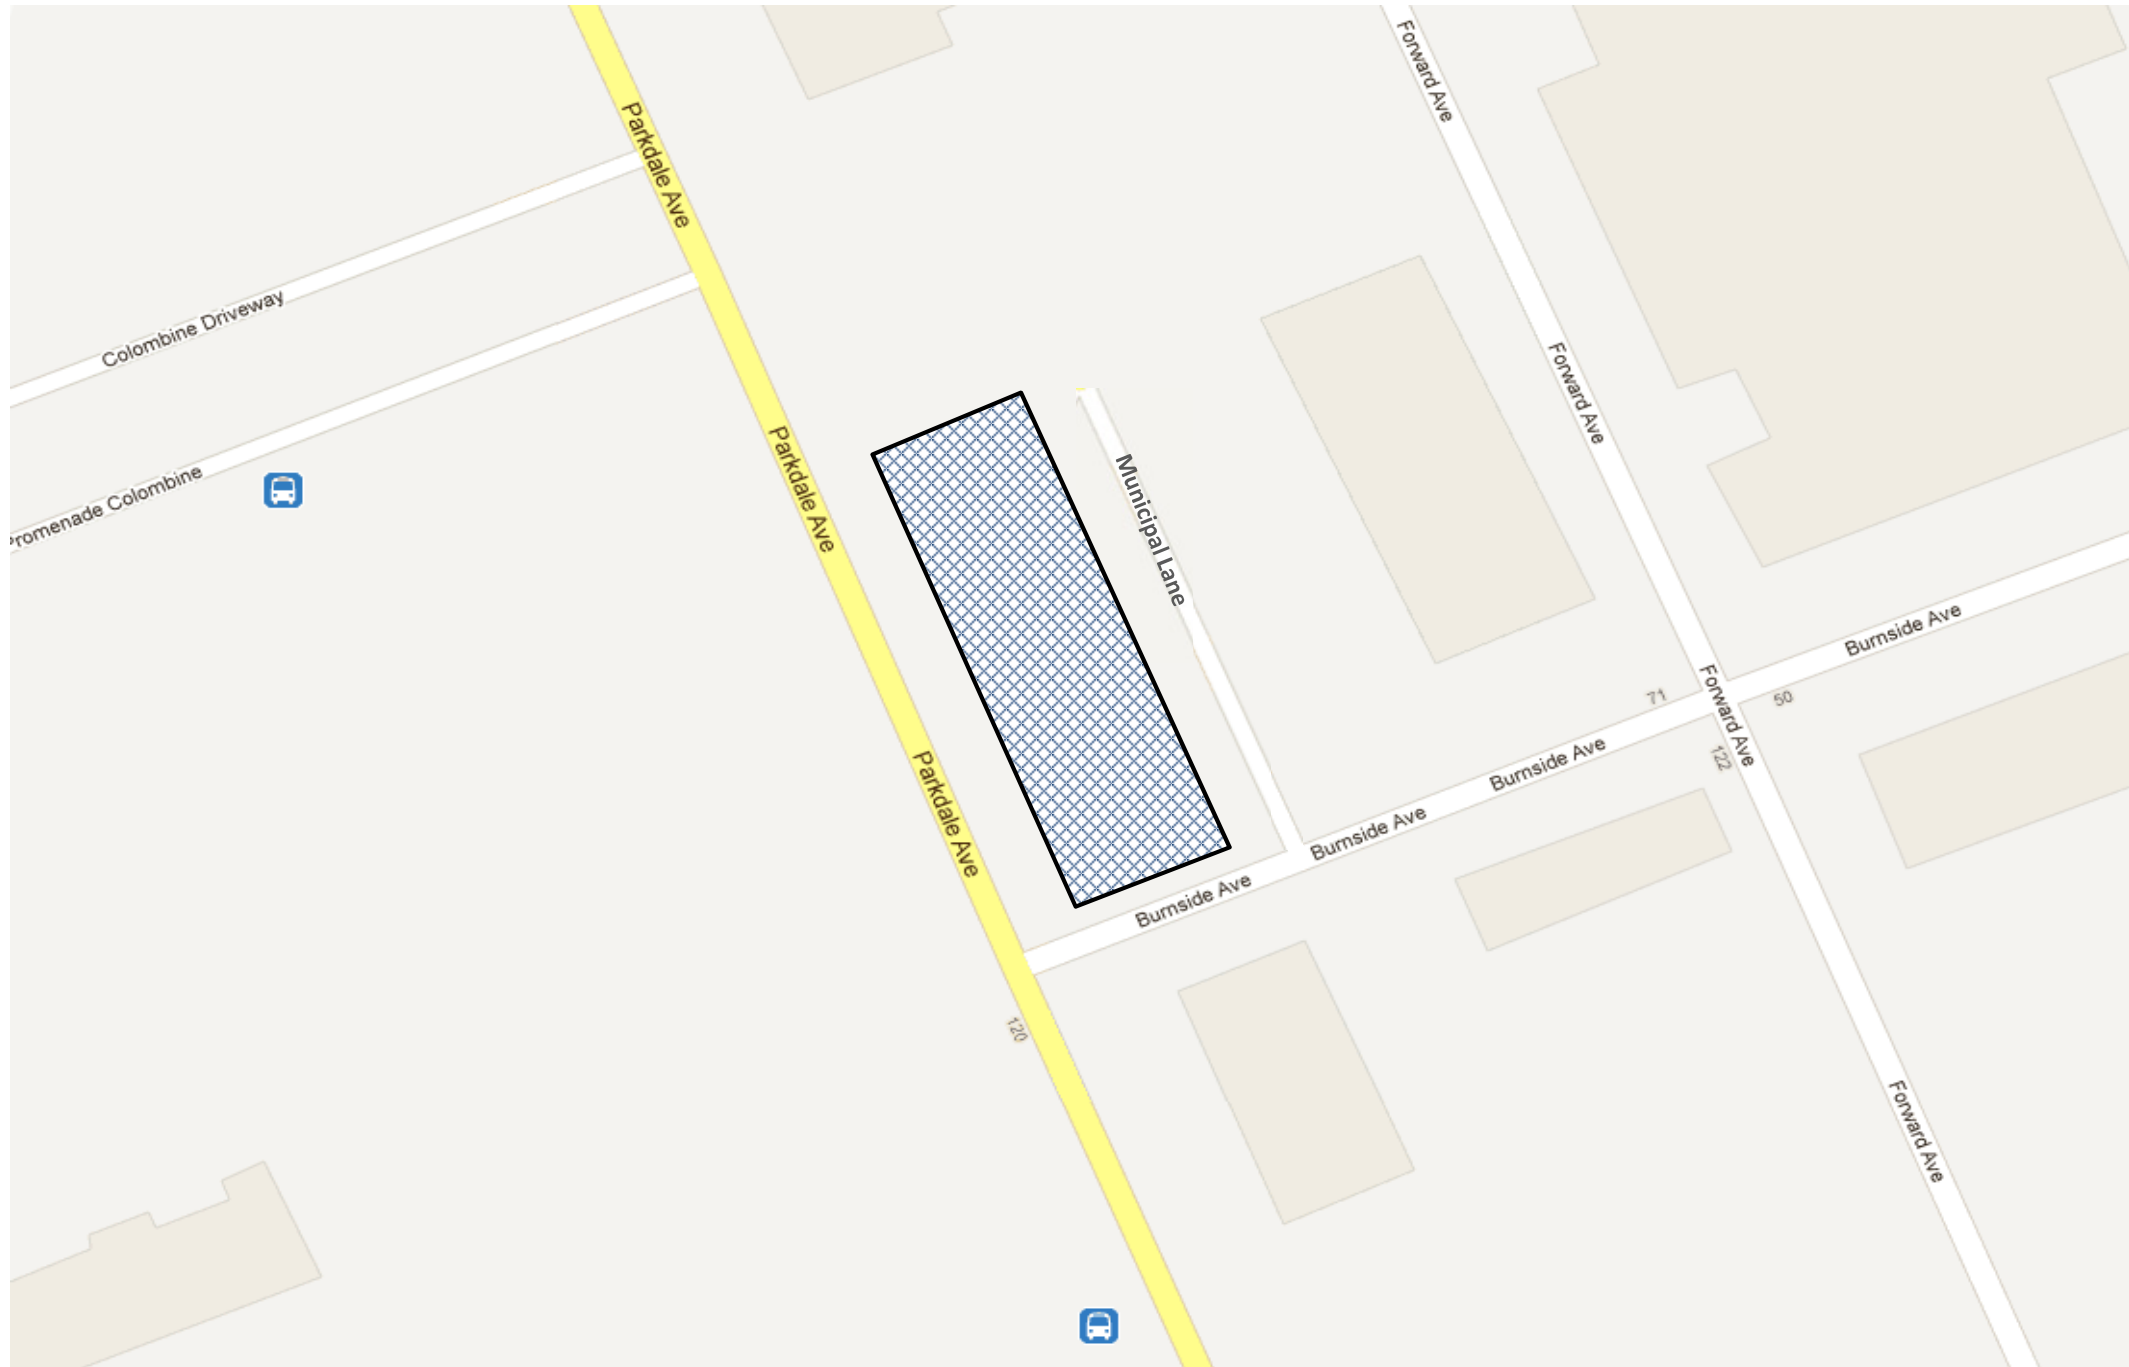 Forward Ave
Parkdale Ave
Colombine Driveway
Forward Ave
Parkdale Ave
Promenade Colombine
Municipal Lane
Burnside Ave
71
50
Forward Ave
122
Burnside Ave
Parkdale Ave
Burnside Ave
Burnside Ave
120
Forward Ave